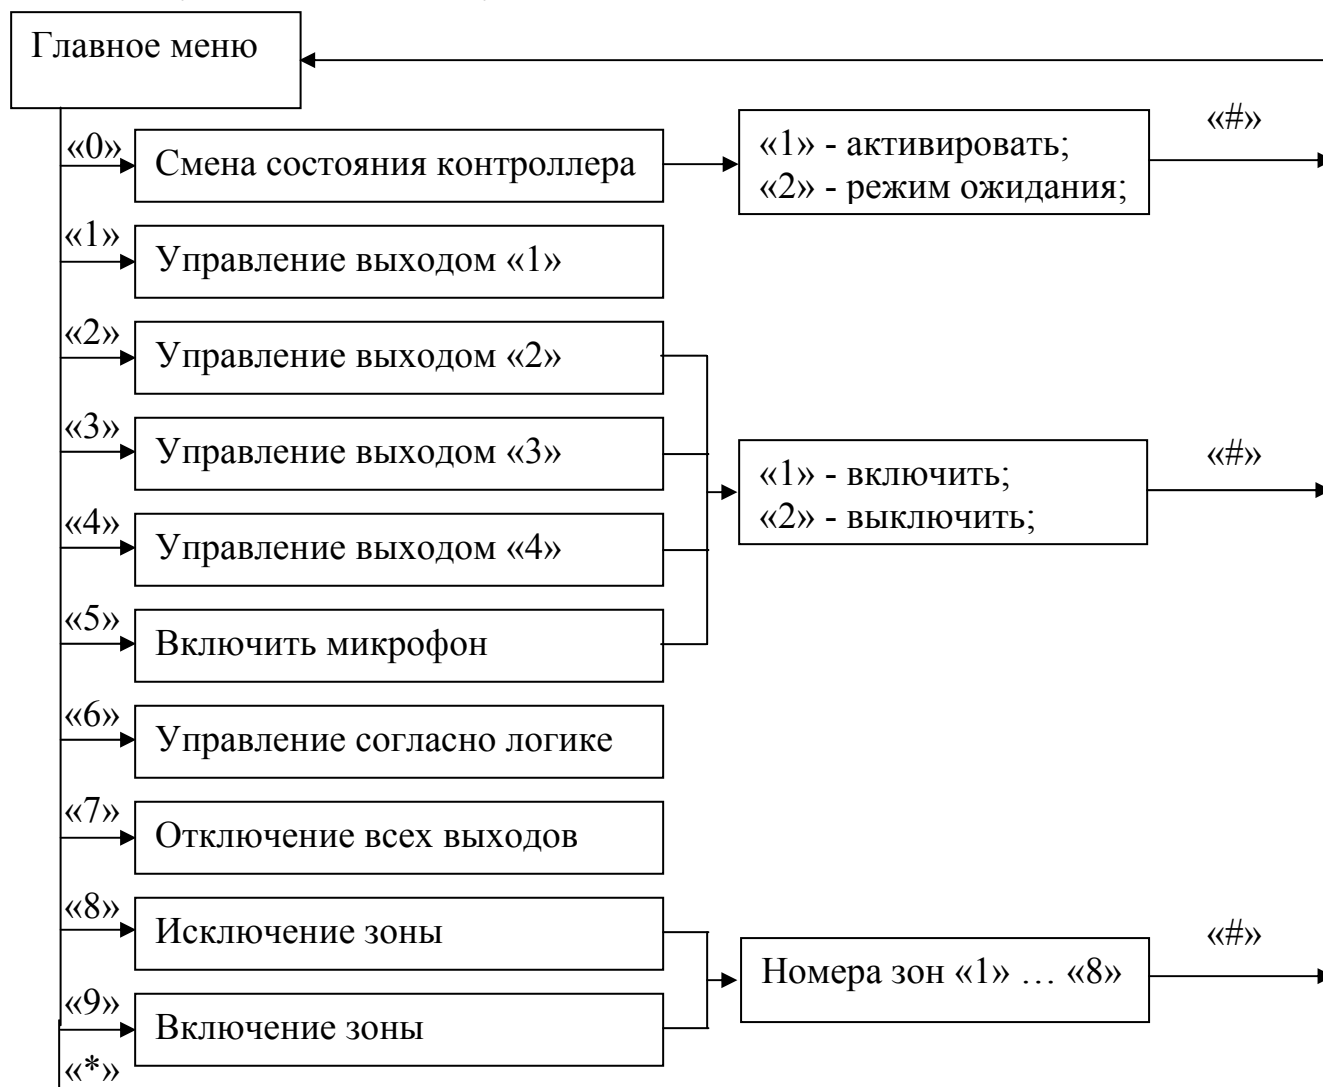 Главное меню
«#»
«0»
Смена состояния контроллера
«1» - активировать;
«2» - режим ожидания;
«1»
Управление выходом «1»
«2»
Управление выходом «2»
«3»
Управление выходом «3»
«#»
«1» - включить;
«2» - выключить;
«4»
Управление выходом «4»
«5»
Включить микрофон
«6»
Управление согласно логике
«7»
Отключение всех выходов
«8»
Исключение зоны
«#»
Номера зон «1» … «8»
«9»
Включение зоны
«*»